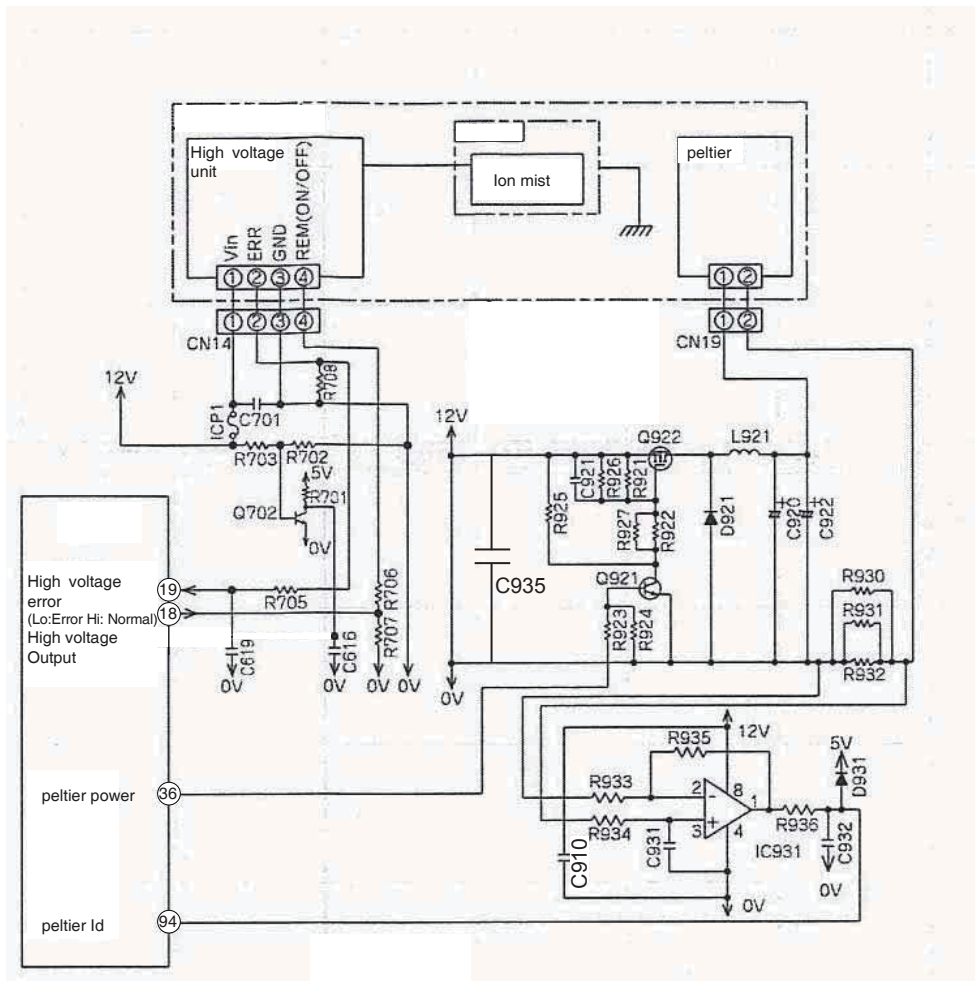 High voltage
unit
Ion mist
peltier
Vin
ERR
GND
REM(ON/OFF)
1 2 3 4
1 2
1 2 3 4
1 2
CN14
CN19
R708
12V
ICP1
C701
R703
R702
5V
R701
Q702
0V
12V
Q922
L921
C921
R926
R921
R925
R927
R922
D921
C920
C922
C935
Q921
R923
R924
R930
R931
R932
High voltage
error
(Lo:Error Hi: Normal)
High voltage
Output
19
18
R705
R706
R707
C619
C616
0V
0V
0V
0V
0V
12V
R935
5V
D931
peltier power
36
R933
R934
2
-
8
1
3
+
4
C931
R936
IC931
C932
C910
0V
0V
peltier Id
94